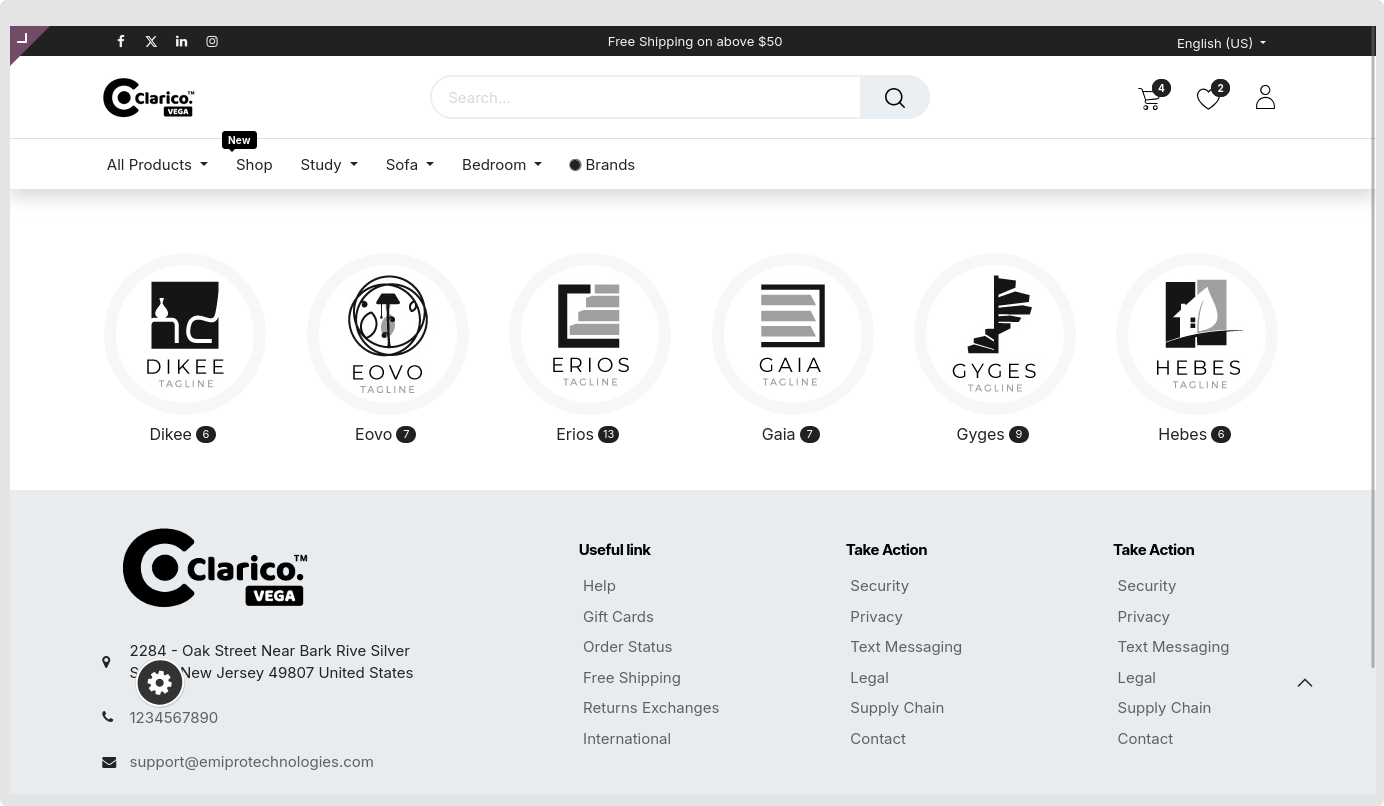 Free Shipping on above $50
English (US)
Clarico.™
VEGA
Search...
4
2
New
All Products
Shop
Study
Sofa
Bedroom
Brands
DIKEE
TAGLINE
EOVO
TAGLINE
ERIOS
TAGLINE
GAIA
TAGLINE
GYGES
TAGLINE
HEBES
TAGLINE
Dikee 6
Eovo 7
Erios 13
Gaia 7
Gyges 9
Hebes 6
Clarico.™
VEGA
2284 - Oak Street Near Bark Rive Silver
New Jersey 49807 United States
1234567890
support@emiprotechnologies.com
Useful link
Help
Gift Cards
Order Status
Free Shipping
Returns Exchanges
International
Take Action
Security
Privacy
Text Messaging
Legal
Supply Chain
Contact
Take Action
Security
Privacy
Text Messaging
Legal
Supply Chain
Contact